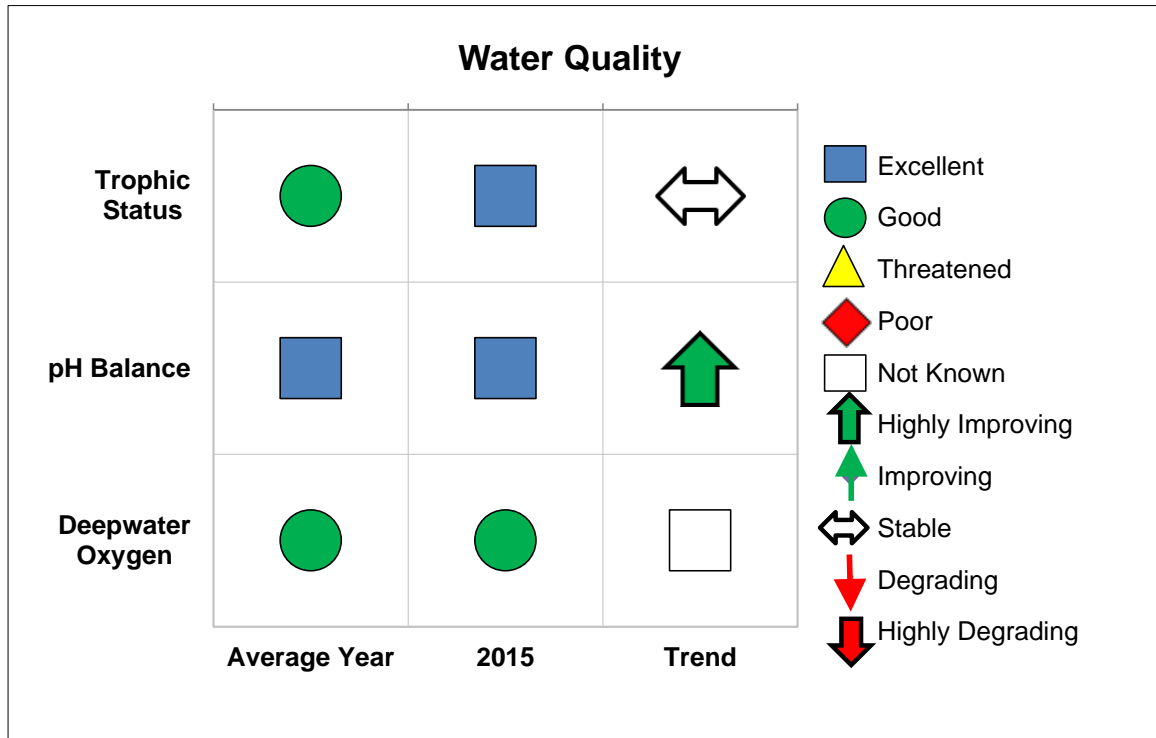 Water Quality
Trophic
Status
pH Balance
Deepwater
Oxygen
Average Year
2015
Trend
Excellent
Good
Threatened
Poor
Not Known
Highly Improving
Improving
Stable
Degrading
Highly Degrading